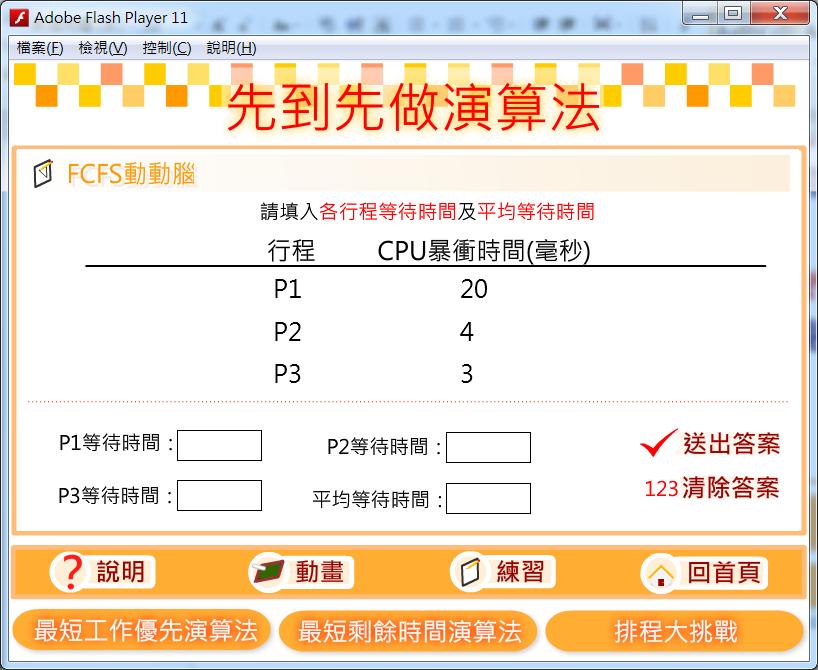 Adobe Flash Player 11
檔案(F) 檢視(V) 控制(C) 說明(H)
先到先做演算法
FCFS動動腦
請填入各行程等待時間及平均等待時間
行程 CPU暴衝時間(毫秒)
P1 20
P2 4
P3 3
P1等待時間：
P2等待時間：
送出答案
P3等待時間：
平均等待時間：
123清除答案
說明 動畫 練習 回首頁
最短工作優先演算法 最短剩餘時間演算法 排程大挑戰